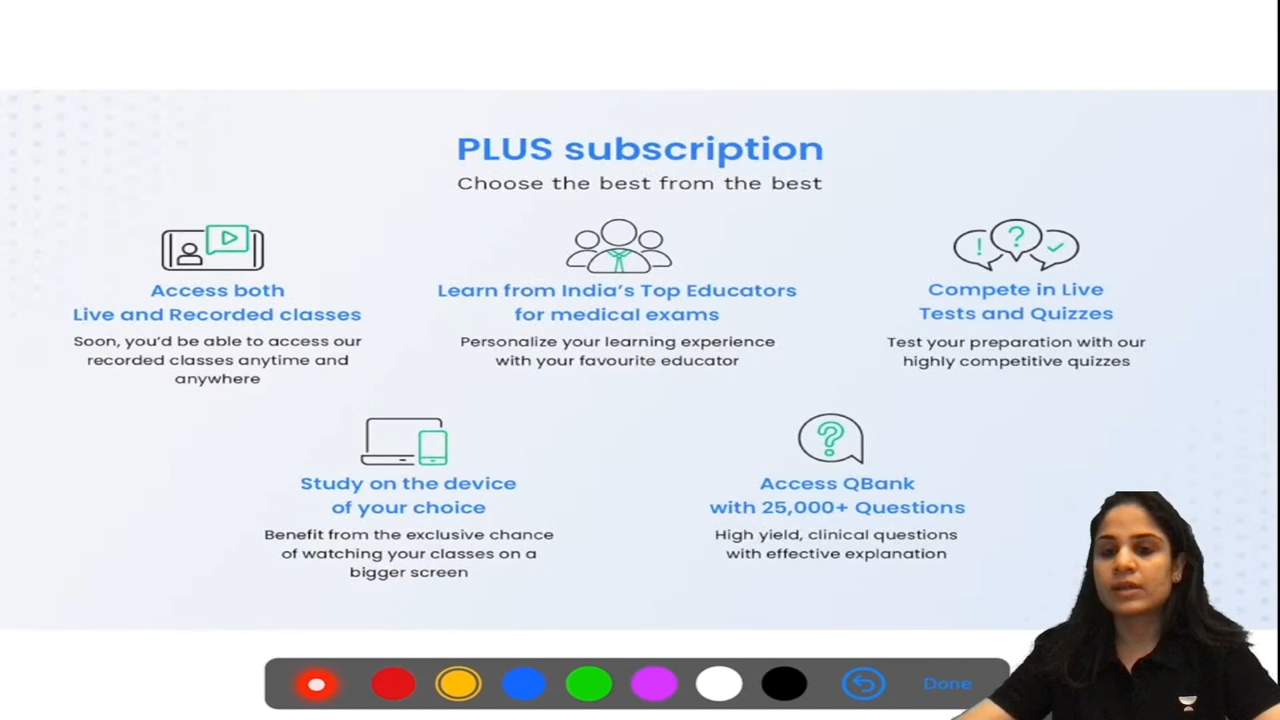 PLUS subscription
Choose the best from the best
Access both
Live and Recorded classes
Soon, you'd be able to access our
recorded classes anytime and
anywhere
Learn from India's Top Educators
for medical exams
Personalize your learning experience
with your favourite educator
Compete in Live
Tests and Quizzes
Test your preparation with our
highly competitive quizzes
Study on the device
of your choice
Benefit from the exclusive chance
of watching your classes on a
bigger screen
Access QBank
with 25,000+ Questions
High yield, clinical questions
with effective explanation
Done